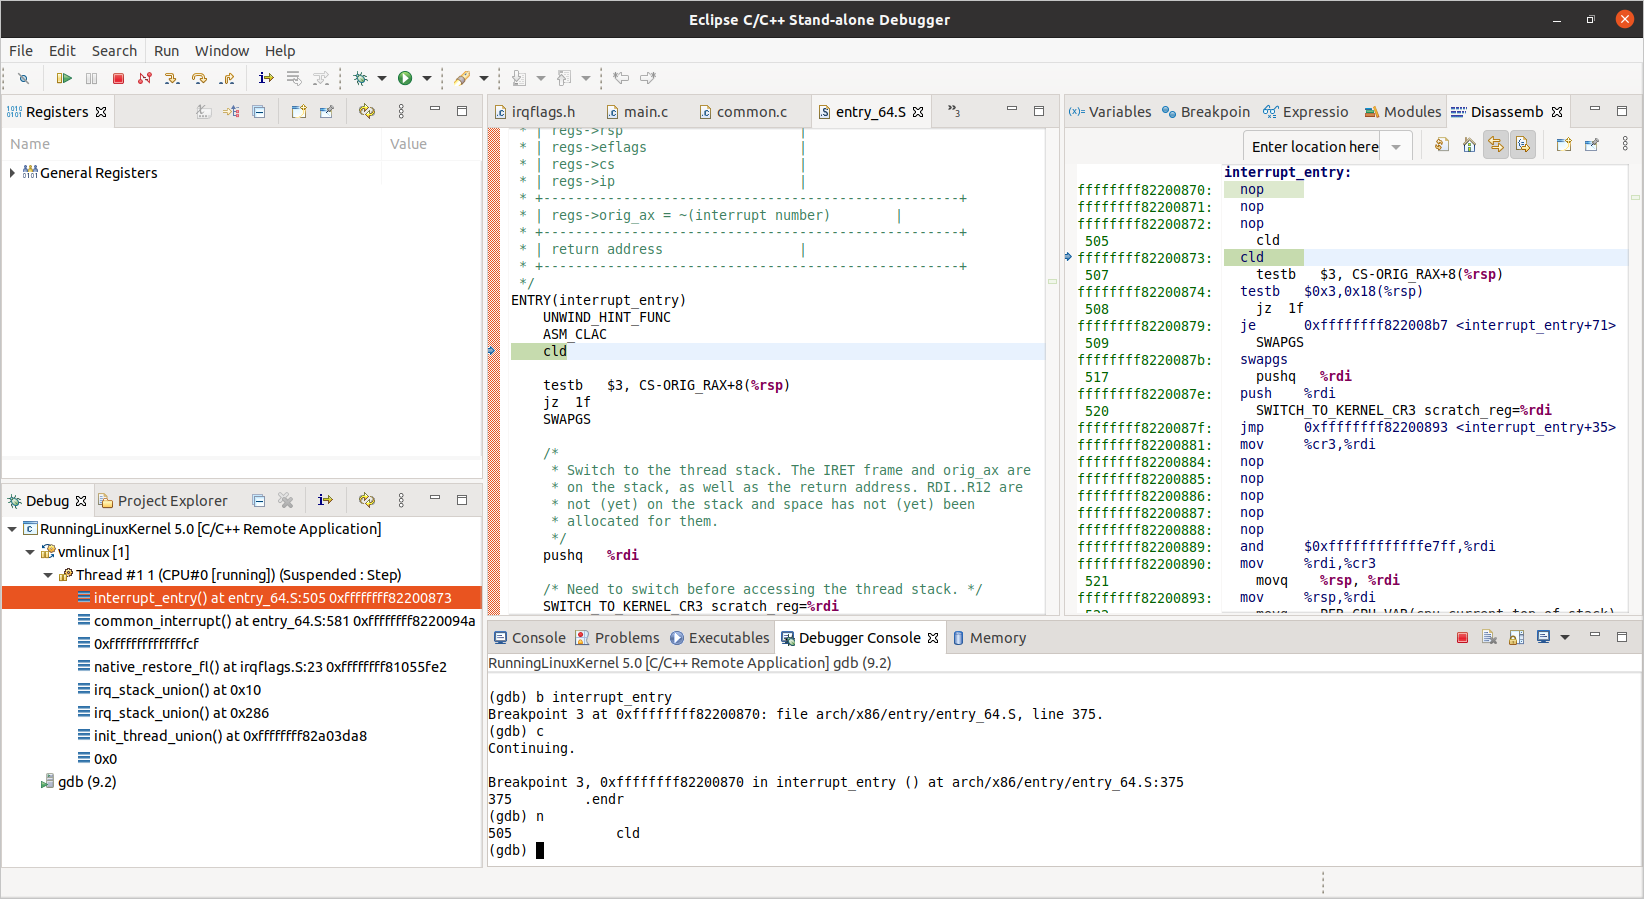 Eclipse C/C++ Stand-alone Debugger
File Edit Search Run Window Help
Registers
Name Value
General Registers
Debug Project Explorer
RunningLinuxKernel 5.0 [C/C++ Remote Application]
vmlinux [1]
Thread #1 1 (CPU#0 [running]) (Suspended : Step)
interrupt_entry() at entry_64.S:505 0xffffffff82200873
common_interrupt() at entry_64.S:581 0xffffffff8220094a
0xffffffffffffffcf
native_restore_fl() at irqflags.S:23 0xffffffff81055fe2
irq_stack_union() at 0x10
irq_stack_union() at 0x286
init_thread_union() at 0xffffffff82a03da8
0x0
gdb (9.2)
irqflags.h main.c common.c entry_64.S »3
* | regs->rsp |
* | regs->eflags |
* | regs->cs |
* | regs->ip |
* +----------------------------------------------------+
* | regs->orig_ax = ~(interrupt number) |
* +----------------------------------------------------+
* | return address |
* +----------------------------------------------------+
*/
ENTRY(interrupt_entry)
UNWIND_HINT_FUNC
ASM_CLAC
cld
testb $3, CS-ORIG_RAX+8(%rsp)
jz 1f
SWAPGS
/*
* Switch to the thread stack. The IRET frame and orig_ax are
* on the stack, as well as the return address. RDI..R12 are
* not (yet) on the stack and space has not (yet) been
* allocated for them.
*/
pushq %rdi
/* Need to switch before accessing the thread stack. */
SWITCH_TO_KERNEL_CR3 scratch_reg=%rdi
(x)= Variables Breakpoin Expressio Modules Disassemb
Enter location here
interrupt_entry:
ffffffff82200870: nop
ffffffff82200871: nop
ffffffff82200872: nop
505 cld
ffffffff82200873: cld
507 testb $3, CS-ORIG_RAX+8(%rsp)
ffffffff82200874: testb $0x3,0x18(%rsp)
508 jz 1f
ffffffff82200879: je 0xffffffff822008b7 <interrupt_entry+71>
509 SWAPGS
ffffffff8220087b: swapgs
517 pushq %rdi
ffffffff8220087e: push %rdi
520 SWITCH_TO_KERNEL_CR3 scratch_reg=%rdi
ffffffff8220087f: jmp 0xffffffff82200893 <interrupt_entry+35>
ffffffff82200881: mov %cr3,%rdi
ffffffff82200884: nop
ffffffff82200885: nop
ffffffff82200886: nop
ffffffff82200887: nop
ffffffff82200888: nop
ffffffff82200889: and $0xffffffffffffe7ff,%rdi
ffffffff82200890: mov %rdi,%cr3
521 movq %rsp, %rdi
ffffffff82200893: mov %rsp,%rdi
Console Problems Executables Debugger Console Memory
RunningLinuxKernel 5.0 [C/C++ Remote Application] gdb (9.2)
(gdb) b interrupt_entry
Breakpoint 3 at 0xffffffff82200870: file arch/x86/entry/entry_64.S, line 375.
(gdb) c
Continuing.
Breakpoint 3, 0xffffffff82200870 in interrupt_entry () at arch/x86/entry/entry_64.S:375
375 .endr
(gdb) n
505 cld
(gdb)